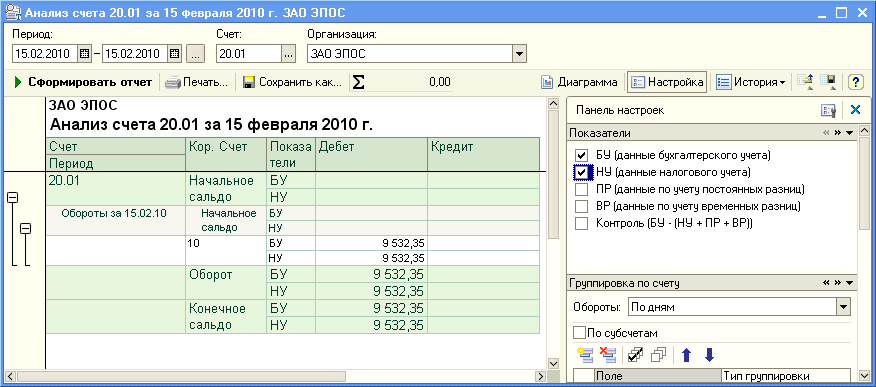 Анализ счета 20.01 за 15 февраля 2010 г. ЗАО ЭПОС
Период: Счет: Организация:
15.02.2010 – 15.02.2010 ... 20.01 ... ЗАО ЭПОС
Сформировать отчет Печать... Сохранить как... Σ 0,00 Диаграмма Настройка История ?
ЗАО ЭПОС
Анализ счета 20.01 за 15 февраля 2010 г.
Счет Кор. Счет Показа Дебет Кредит
Период тели
20.01 Начальное БУ
сальдо НУ
Обороты за 15.02.10 Начальное БУ
сальдо НУ
10 БУ 9 532,35
НУ 9 532,35
Оборот БУ 9 532,35
НУ 9 532,35
Конечное БУ 9 532,35
сальдо НУ 9 532,35
Панель настроек
Показатели
БУ (данные бухгалтерского учета)
НУ (данные налогового учета)
ПР (данные по учету постоянных разниц)
ВР (данные по учету временных разниц)
Контроль (БУ - (НУ + ПР + ВР))
Группировка по счету
Обороты: По дням
По субсчетам
Поле Тип группировки